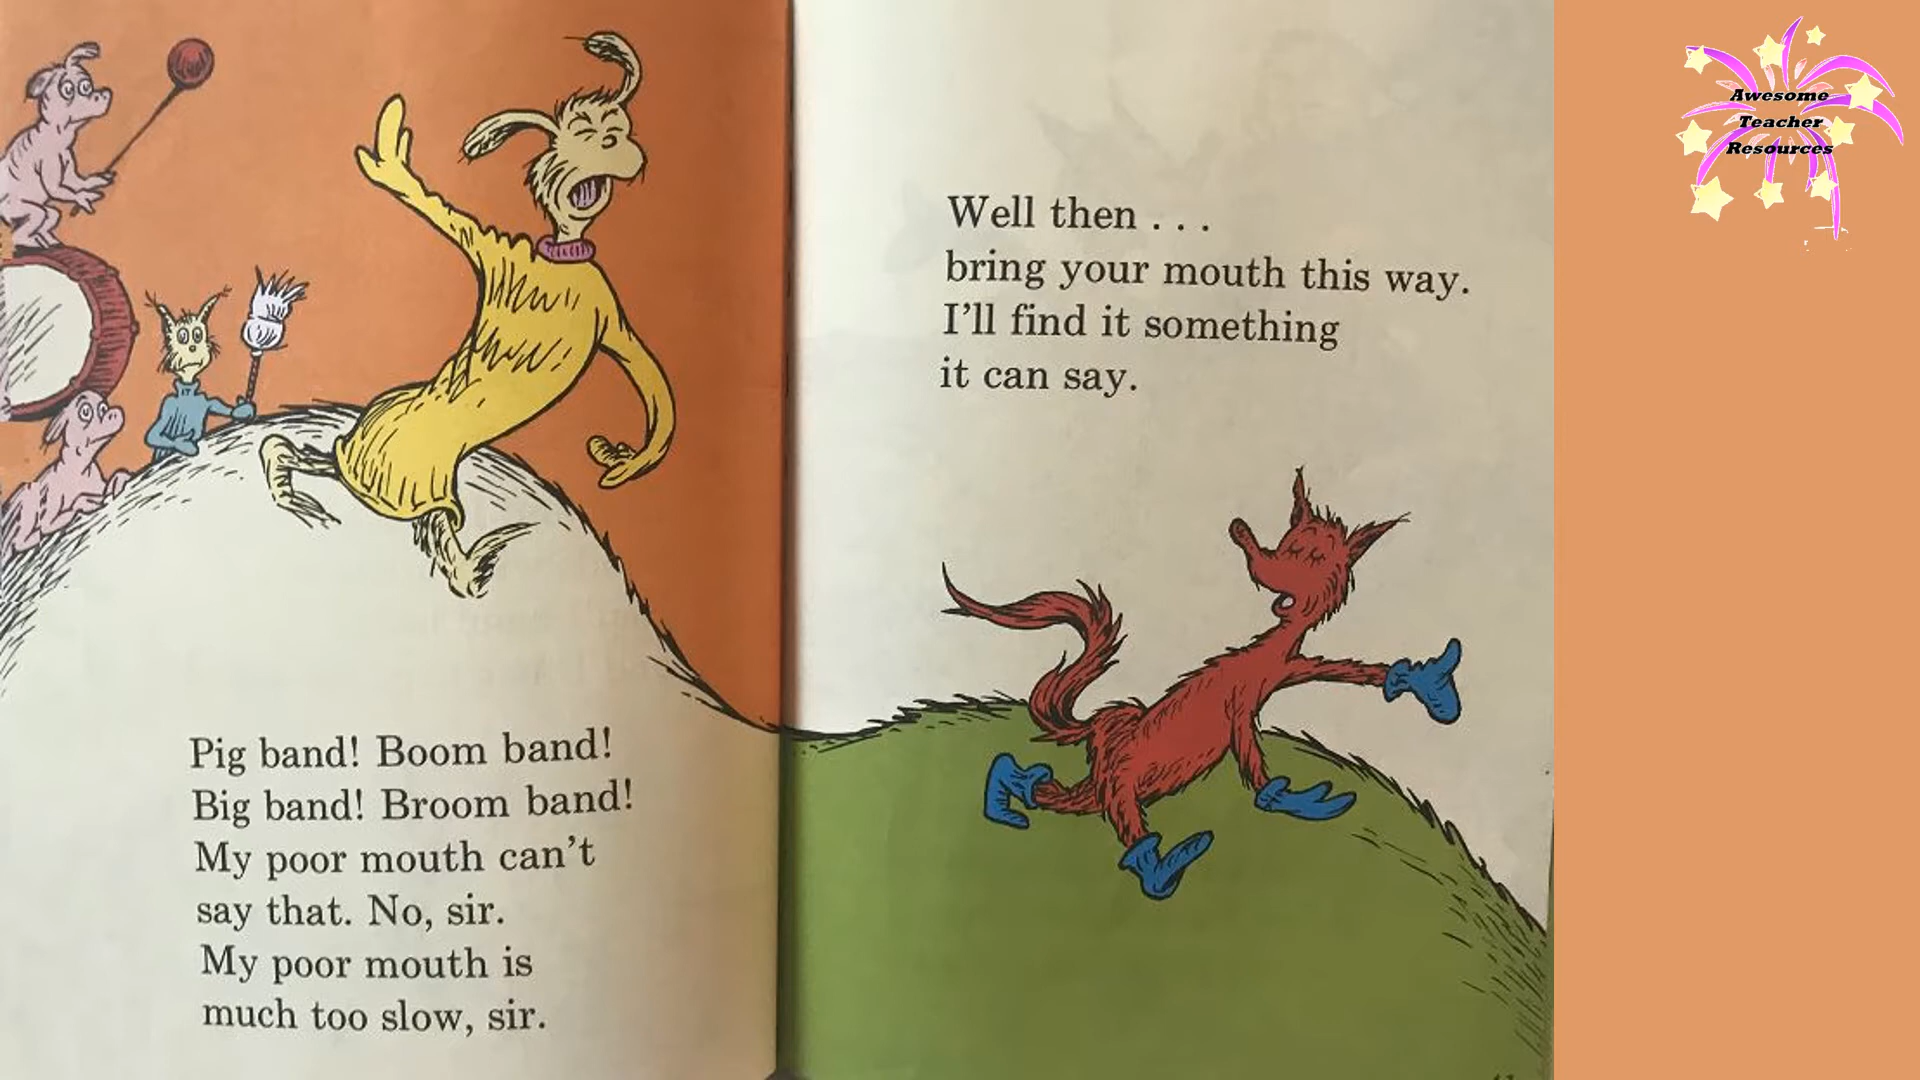 Pig band! Boom band!
Big band! Broom band!
My poor mouth can't
say that. No, sir.
My poor mouth is
much too slow, sir.
Well then . . .
bring your mouth this way.
I'll find it something
it can say.
Awesome
Teacher
Resources